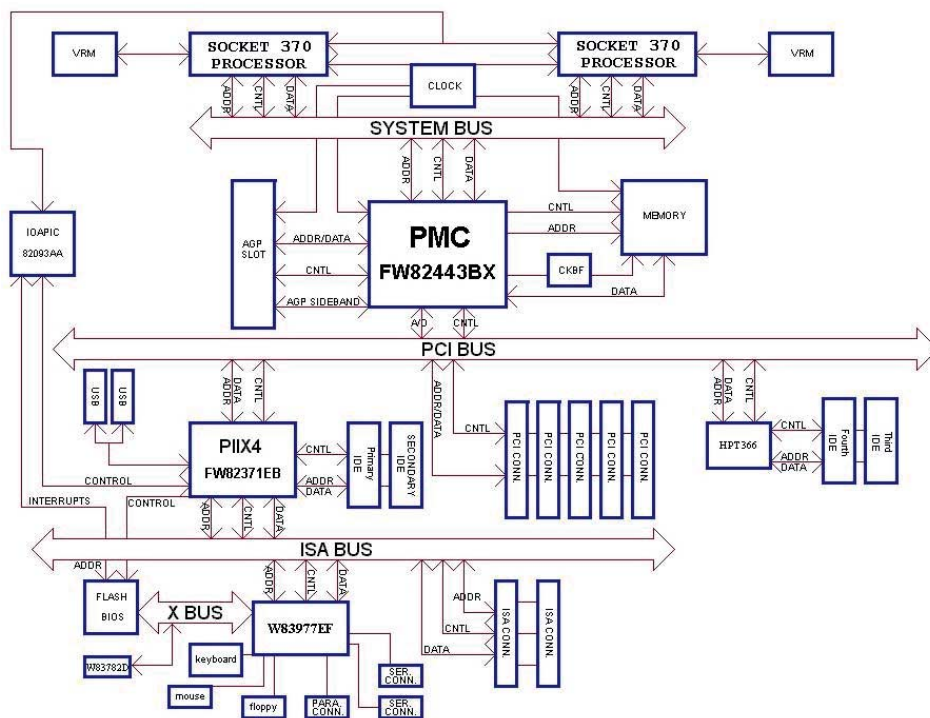 VRM
SOCKET 370
PROCESSOR
SOCKET 370
PROCESSOR
VRM
CLOCK
ADDR
CNTL
DATA
ADDR
CNTL
DATA
SYSTEM BUS
ADDR
CNTL
DATA
IOAPIC
82093AA
AGP
SLOT
ADDR/DATA
CNTL
AGP SIDEBAND
PMC
FW82443BX
CNTL
ADDR
CKBF
DATA
MEMORY
A/D
CNTL
PCI BUS
USB
USB
ADDR
DATA
CNTL
ADDR/DATA
ADDR
DATA
CNTL
PIIX4
FW82371EB
CNTL
ADDR
DATA
Primary
IDE
SECONDARY
IDE
CNTL
PCI CONN.
PCI CONN.
PCI CONN.
PCI CONN.
PCI CONN.
HPT366
CNTL
ADDR
DATA
Fourth
IDE
Third
IDE
CONTROL
INTERRUPTS
CONTROL
ADDR
CNTL
DATA
ISA BUS
ADDR
ADDR
CNTL
DATA
FLASH
BIOS
X BUS
W83977EF
ADDR
CNTL
DATA
ISA CONN.
ISA CONN.
W83782D
keyboard
mouse
floppy
PARA.
CONN.
SER.
CONN.
SER.
CONN.